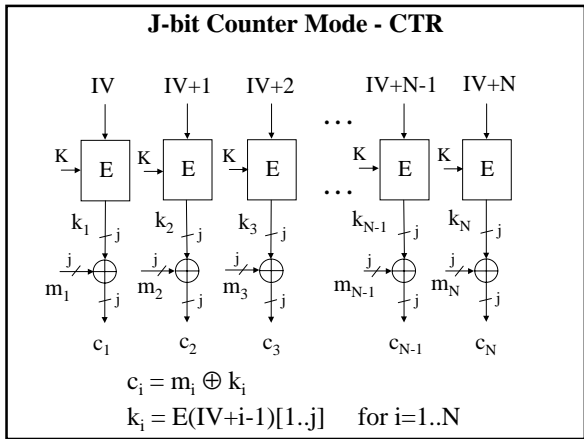 J-bit Counter Mode - CTR
IV IV+1 IV+2 IV+N-1 IV+N
...
K E K E K E K E K E
...
k₁ j k₂ j k₃ j kN-1 j kN j
j j j j j
m₁ m₂ m₃ mN-1 mN
j j j j j
c₁ c₂ c₃ cN-1 cN
cᵢ = mᵢ ⊕ kᵢ
kᵢ = E(IV+i-1)[1..j] for i=1..N